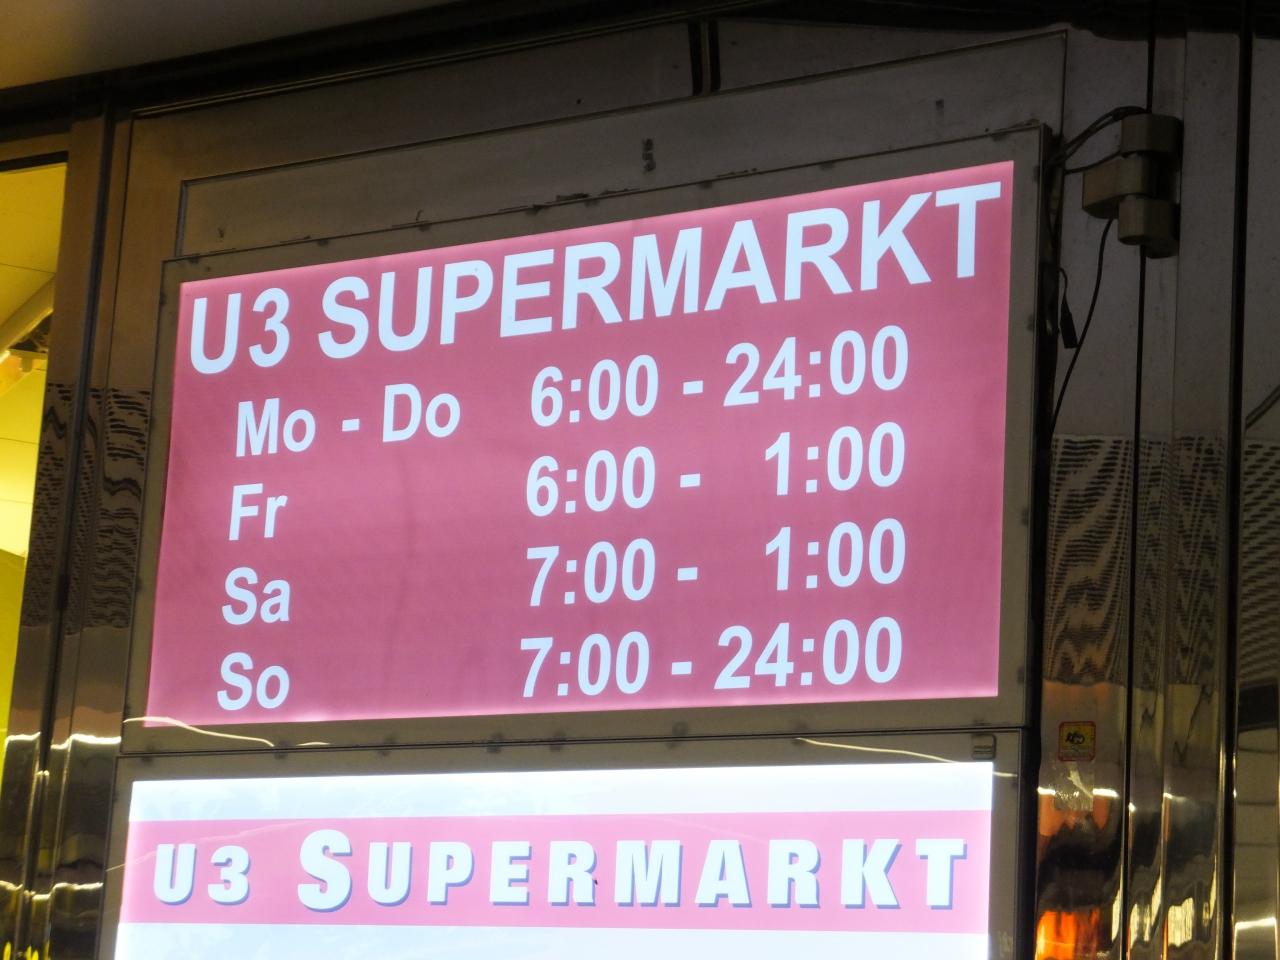 U3 SUPERMARKT
Mo - Do 6:00 - 24:00
Fr 6:00 - 1:00
Sa 7:00 - 1:00
So 7:00 - 24:00
U3 SUPERMARKT